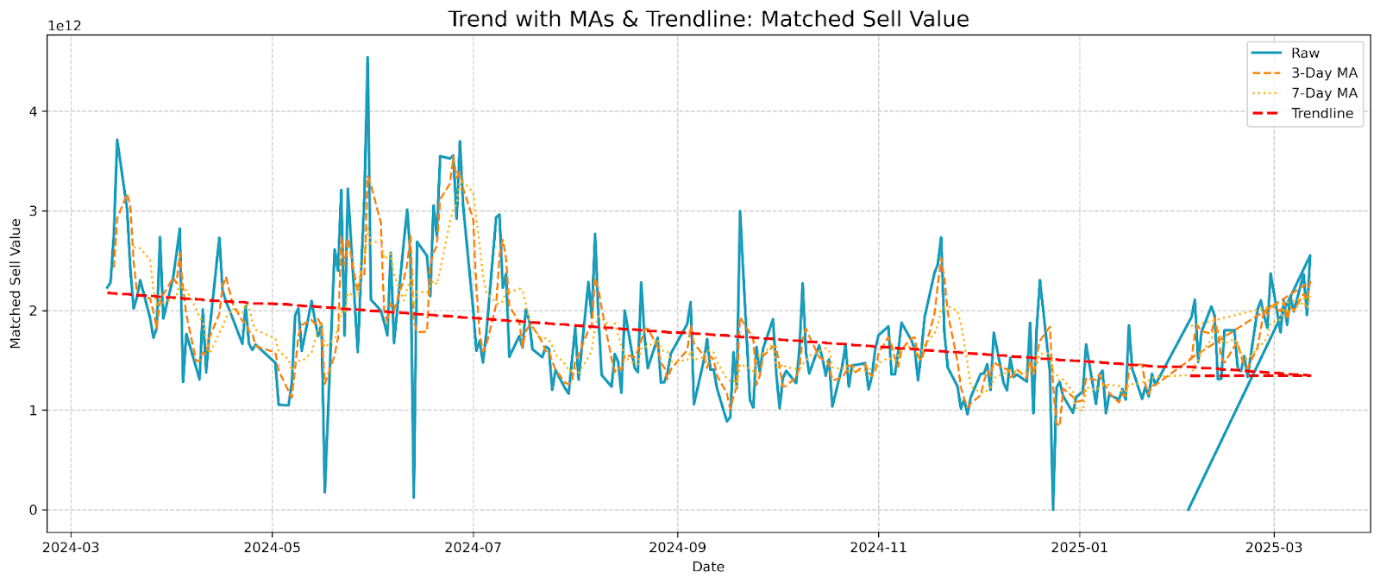 Trend with MAs & Trendline: Matched Sell Value
1e12
Raw
3-Day MA
7-Day MA
Trendline
4
3
2
1
0
Matched Sell Value
2024-03
2024-05
2024-07
2024-09
2024-11
2025-01
2025-03
Date